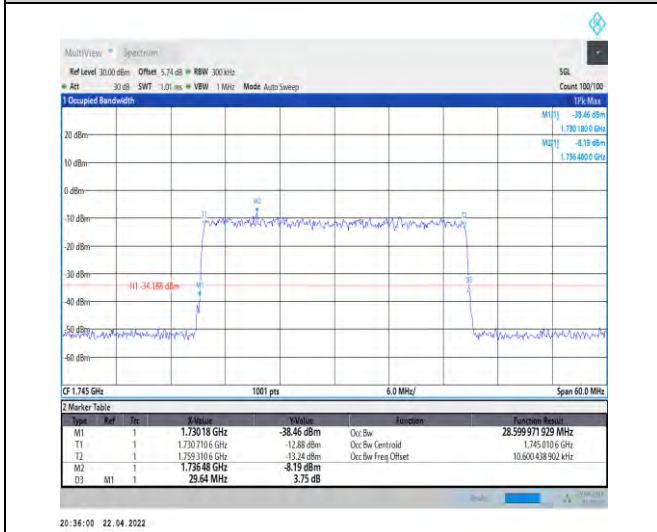 MultiView Spectrum
Ref Level 30.00 dBm Offset 5.74 dB RBW 300 kHz SGL
Att 30 dB SWT 1.01 ms VBW 1 MHz Mode Auto Sweep Count 100/100
1 Occupied Bandwidth 1Pk Max
M1[1] -38.46 dBm
1.730 180 0 GHz
M2[1] -8.19 dBm
1.736 480 0 GHz
20 dBm
10 dBm
0 dBm
M2
-10 dBm T1 T2
-20 dBm
-30 dBm
H1 -34.188 dBm M1 D3
-40 dBm
-50 dBm
-60 dBm
CF 1.745 GHz 1001 pts 6.0 MHz/ Span 60.0 MHz
2 Marker Table
Type Ref Trc X-Value Y-Value Function Function Result
M1 1 1.730 18 GHz -38.46 dBm Occ Bw 28.599 971 929 MHz
T1 1 1.730 710 6 GHz -12.88 dBm Occ Bw Centroid 1.745 010 6 GHz
T2 1 1.759 310 6 GHz -13.24 dBm Occ Bw Freq Offset 10.600 438 902 kHz
M2 1 1.736 48 GHz -8.19 dBm
D3 M1 1 29.64 MHz 3.75 dB
Ready
20:36:00 22.04.2022